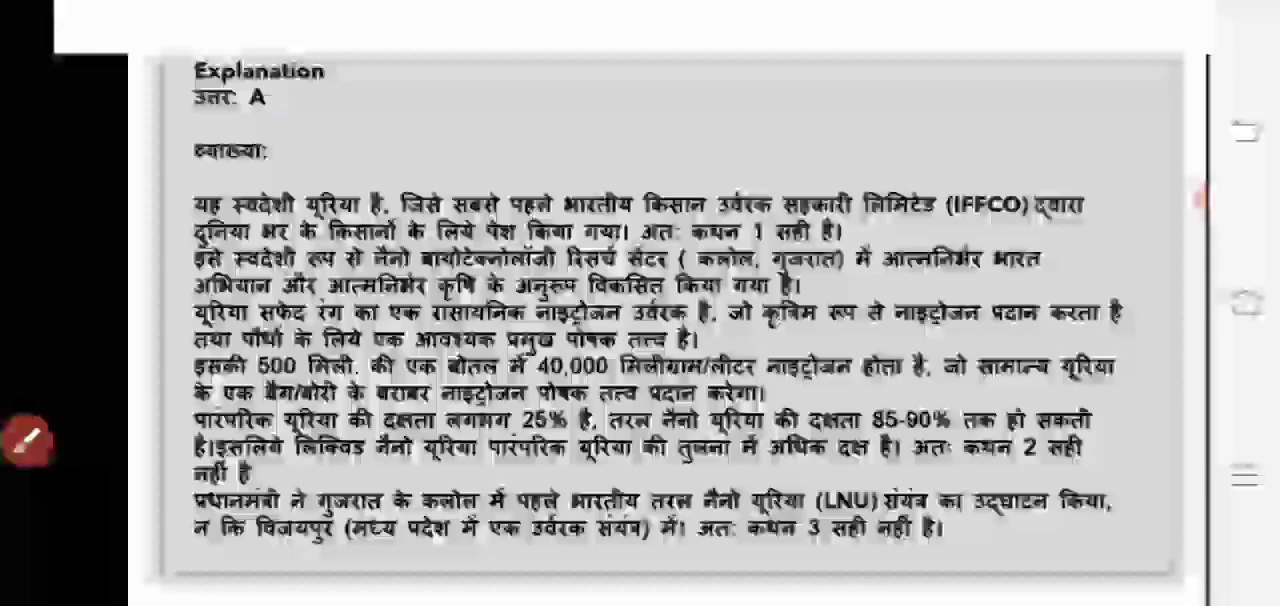 Explanation
उत्तर: A
व्याख्या:
यह स्वदेशी यूरिया है, जिसे सबसे पहले भारतीय किसान उर्वरक सहकारी लिमिटेड (IFFCO) द्वारा
दुनिया भर के किसानों के लिये पेश किया गया। अत: कथन 1 सही है।
इसे स्वदेशी रूप से नैनो बायोटेक्नोलॉजी रिसर्च सेंटर ( कलोल, गुजरात) में आत्मनिर्भर भारत
अभियान और आत्मनिर्भर कृषि के अनुरूप विकसित किया गया है।
यूरिया सफेद रंग का एक रासायनिक नाइट्रोजन उर्वरक है, जो कृत्रिम रूप से नाइट्रोजन प्रदान करता है
तथा पौधों के लिये एक आवश्यक प्रमुख पोषक तत्त्व है।
इसकी 500 मिली. की एक बोतल में 40,000 मिलीग्राम/लीटर नाइट्रोजन होता है, जो सामान्य यूरिया
के एक बैग/बोरी के बराबर नाइट्रोजन पोषक तत्त्व प्रदान करेगा।
पारंपरिक यूरिया की दक्षता लगभग 25% है, तरल नैनो यूरिया की दक्षता 85-90% तक हो सकती
है।इसलिये लिक्विड नैनो यूरिया पारंपरिक यूरिया की तुलना में अधिक दक्ष है। अत: कथन 2 सही
नहीं है
प्रधानमंत्री ने गुजरात के कलोल में पहले भारतीय तरल नैनो यूरिया (LNU) संयंत्र का उद्घाटन किया,
न कि विजयपुर (मध्य प्रदेश में एक उर्वरक संयंत्र) में। अत: कथन 3 सही नहीं है।